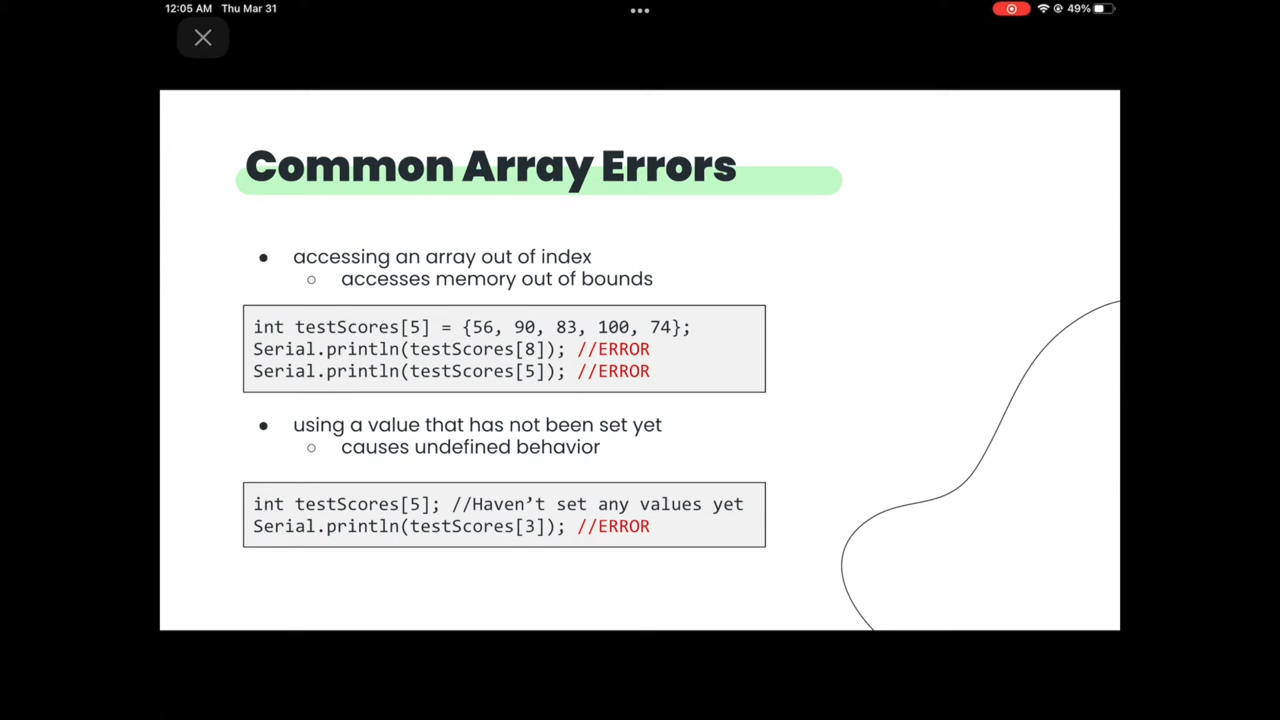 12:05 AM Thu Mar 31
49%
Common Array Errors
● accessing an array out of index
○ accesses memory out of bounds
int testScores[5] = {56, 90, 83, 100, 74};
Serial.println(testScores[8]); //ERROR
Serial.println(testScores[5]); //ERROR
● using a value that has not been set yet
○ causes undefined behavior
int testScores[5]; //Haven’t set any values yet
Serial.println(testScores[3]); //ERROR